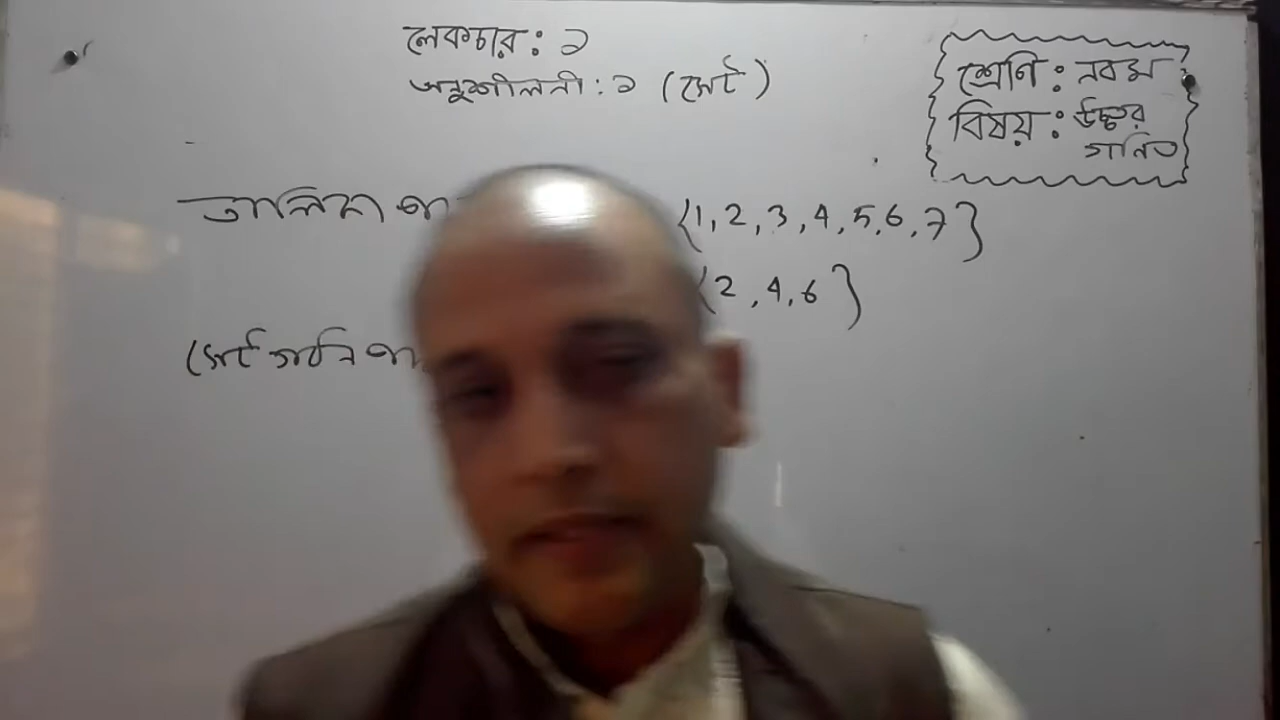 লেকচার: ১
অনুশীলনী: ১ (সেট)
শ্রেণি: নবম
বিষয়: উচ্চতর
গনিত
তালিকা
{1, 2, 3, 4, 5, 6, 7}
{2, 4, 6}
সেট গঠন